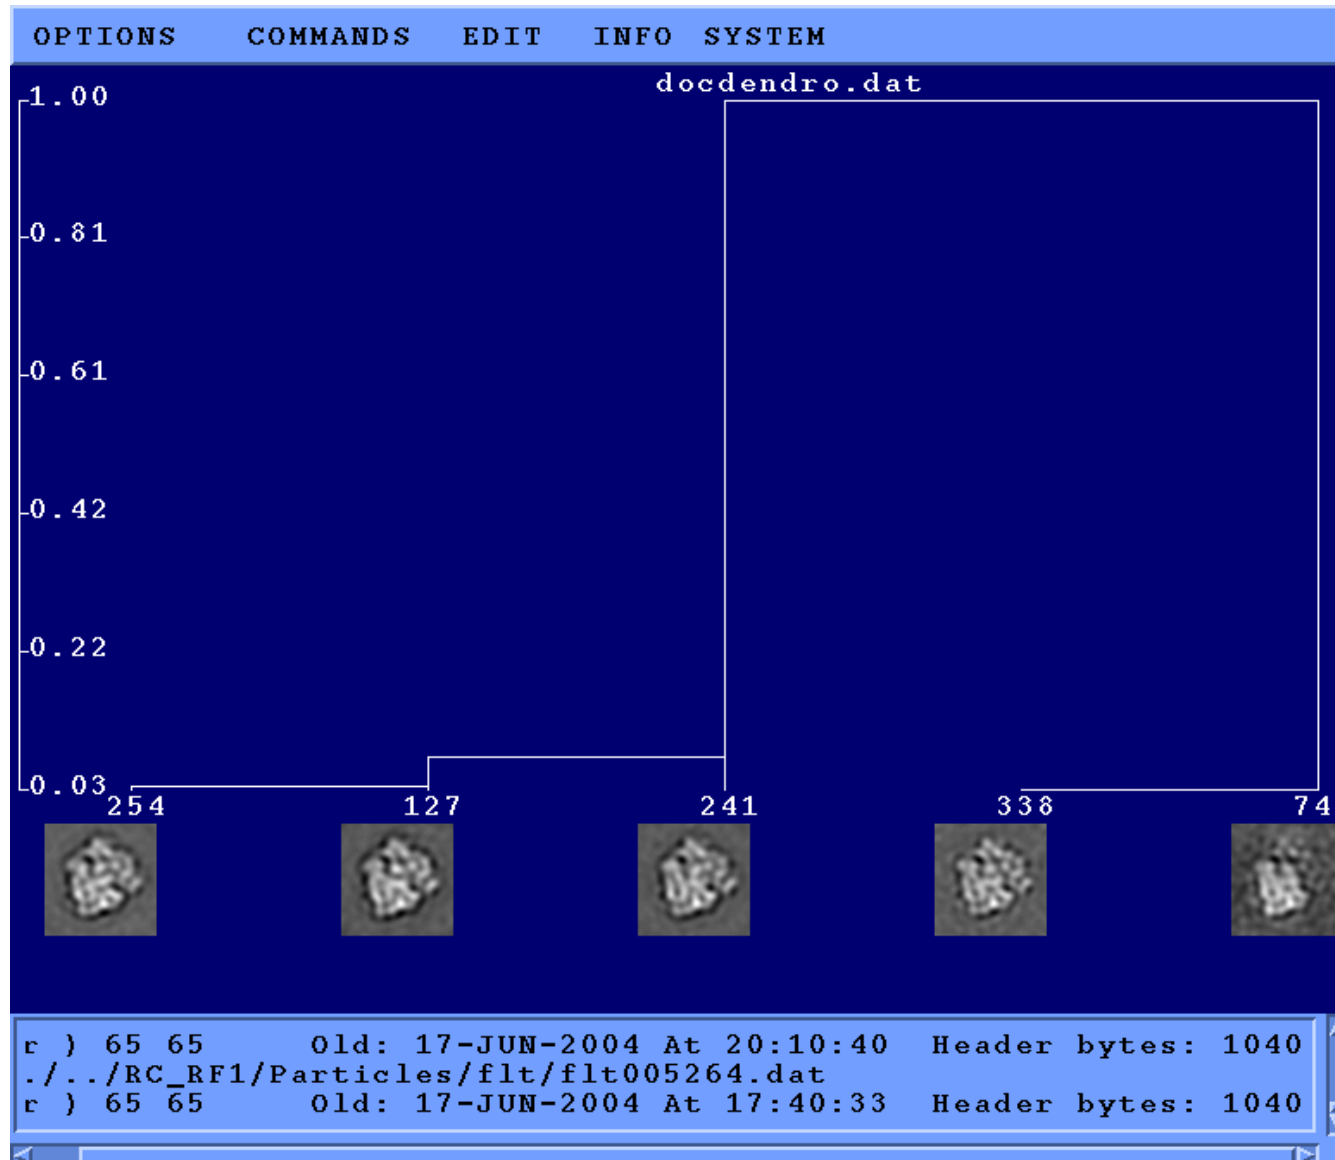 OPTIONS COMMANDS EDIT INFO SYSTEM
docdendro.dat
1.00
0.81
0.61
0.42
0.22
0.03
254 127 241 338 74
r ) 65 65 Old: 17-JUN-2004 At 20:10:40 Header bytes: 1040
./../RC_RF1/Particles/flt/flt005264.dat
r ) 65 65 Old: 17-JUN-2004 At 17:40:33 Header bytes: 1040